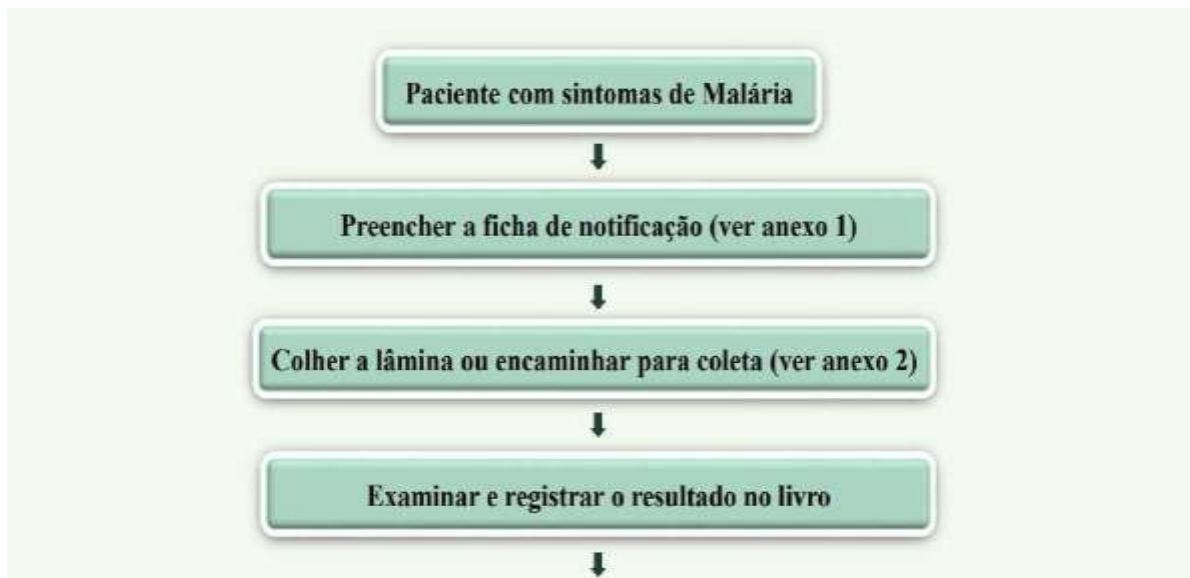 Paciente com sintomas de Malária
Preencher a ficha de notificação (ver anexo 1)
Colher a lâmina ou encaminhar para coleta (ver anexo 2)
Examinar e registrar o resultado no livro